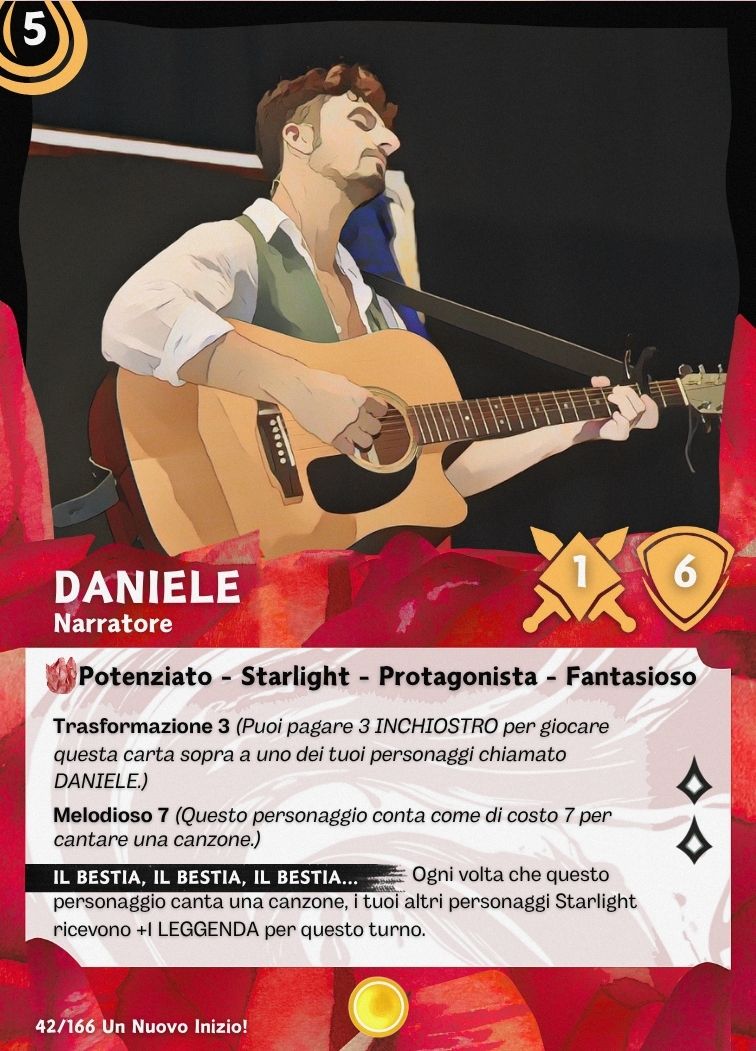 5
DANIELE
Narratore
1
6
Potenziato - Starlight - Protagonista - Fantasioso
Trasformazione 3 (Puoi pagare 3 INCHIOSTRO per giocare
questa carta sopra a uno dei tuoi personaggi chiamato
DANIELE.)
Melodioso 7 (Questo personaggio conta come di costo 7 per
cantare una canzone.)
IL BESTIA, IL BESTIA, IL BESTIA... Ogni volta che questo
personaggio canta una canzone, i tuoi altri personaggi Starlight
ricevono +1 LEGGENDA per questo turno.
42/166 Un Nuovo Inizio!